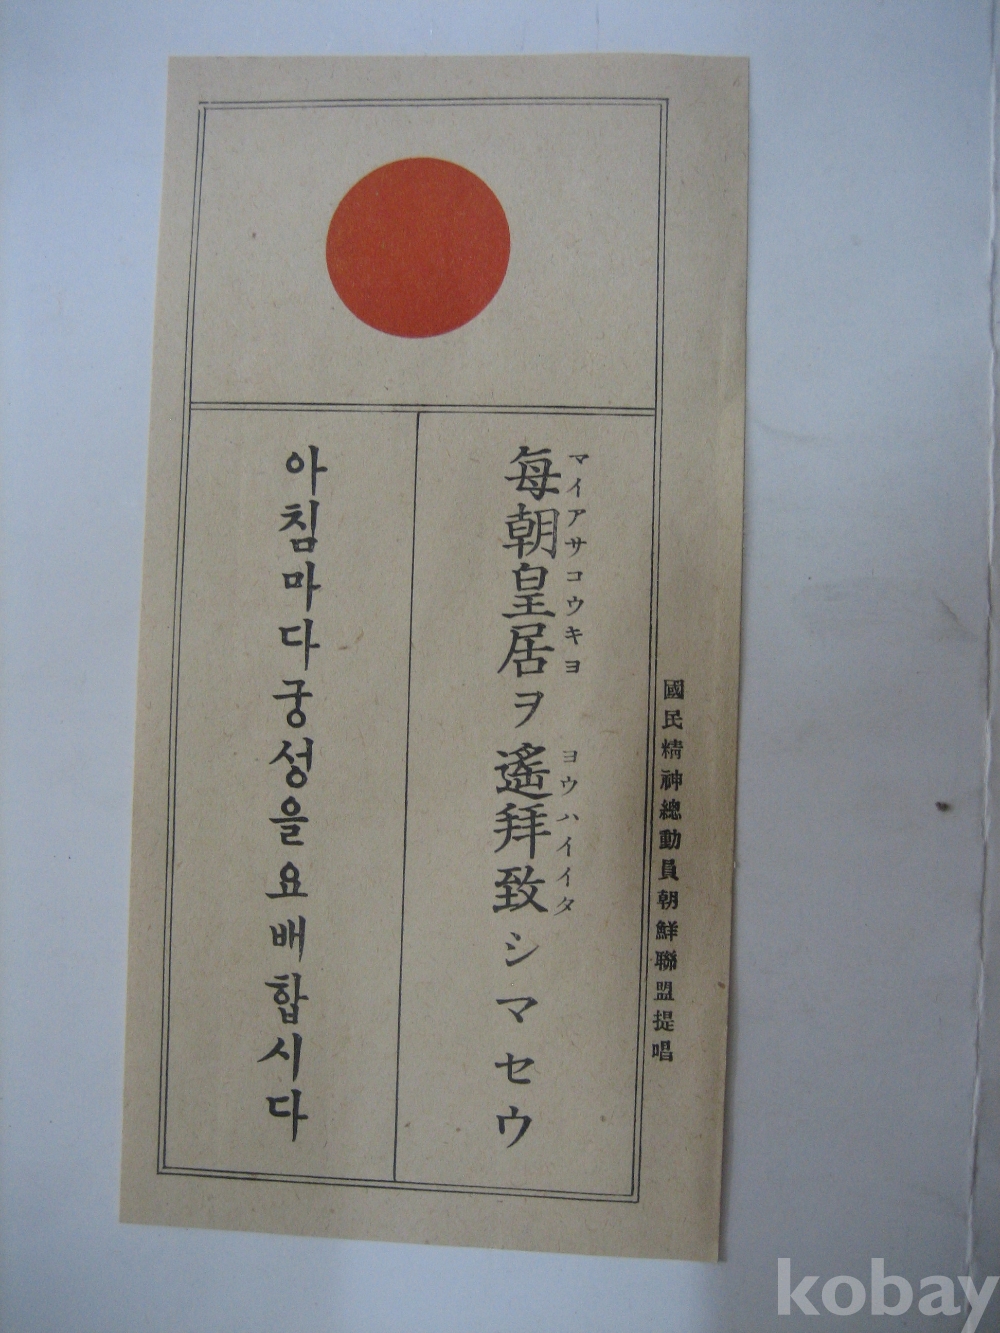 國民精神總動員朝鮮聯盟提唱
マイアサコウキヨ ヨウハイイタ
每朝皇居ヲ遙拜致シマセウ
아침마다궁성을요배합시다
kobay